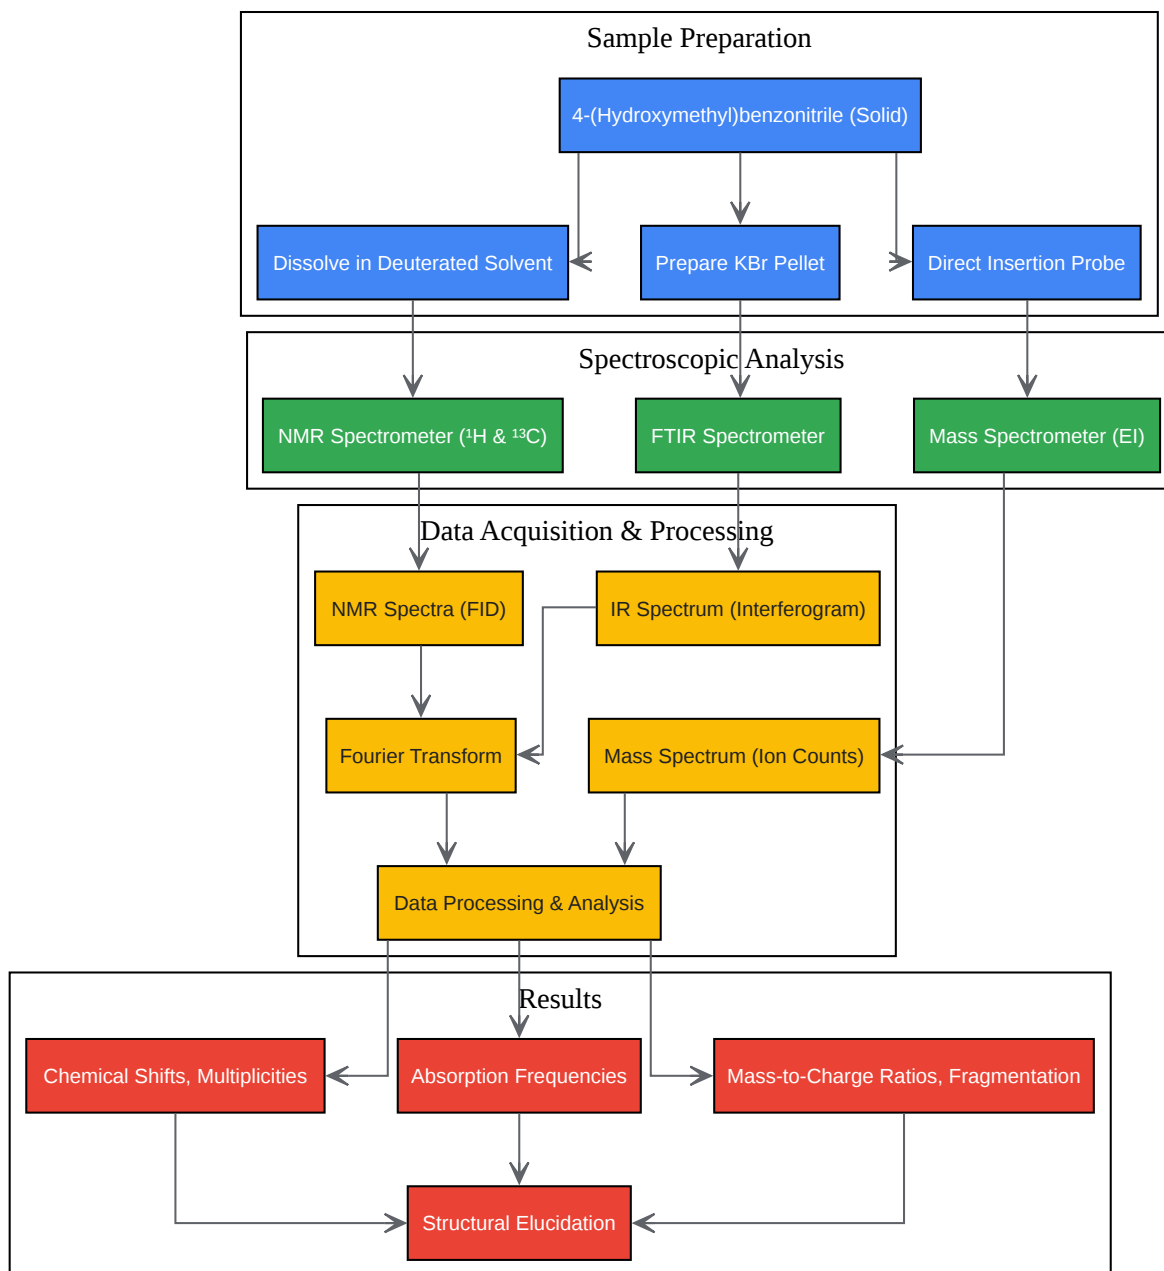 Sample Preparation
4-(Hydroxymethyl)benzonitrile (Solid)
Dissolve in Deuterated Solvent
Prepare KBr Pellet
Direct Insertion Probe
Spectroscopic Analysis
NMR Spectrometer (¹H & ¹³C)
FTIR Spectrometer
Mass Spectrometer (EI)
Data Acquisition & Processing
NMR Spectra (FID)
IR Spectrum (Interferogram)
Fourier Transform
Mass Spectrum (Ion Counts)
Data Processing & Analysis
Results
Chemical Shifts, Multiplicities
Absorption Frequencies
Mass-to-Charge Ratios, Fragmentation
Structural Elucidation